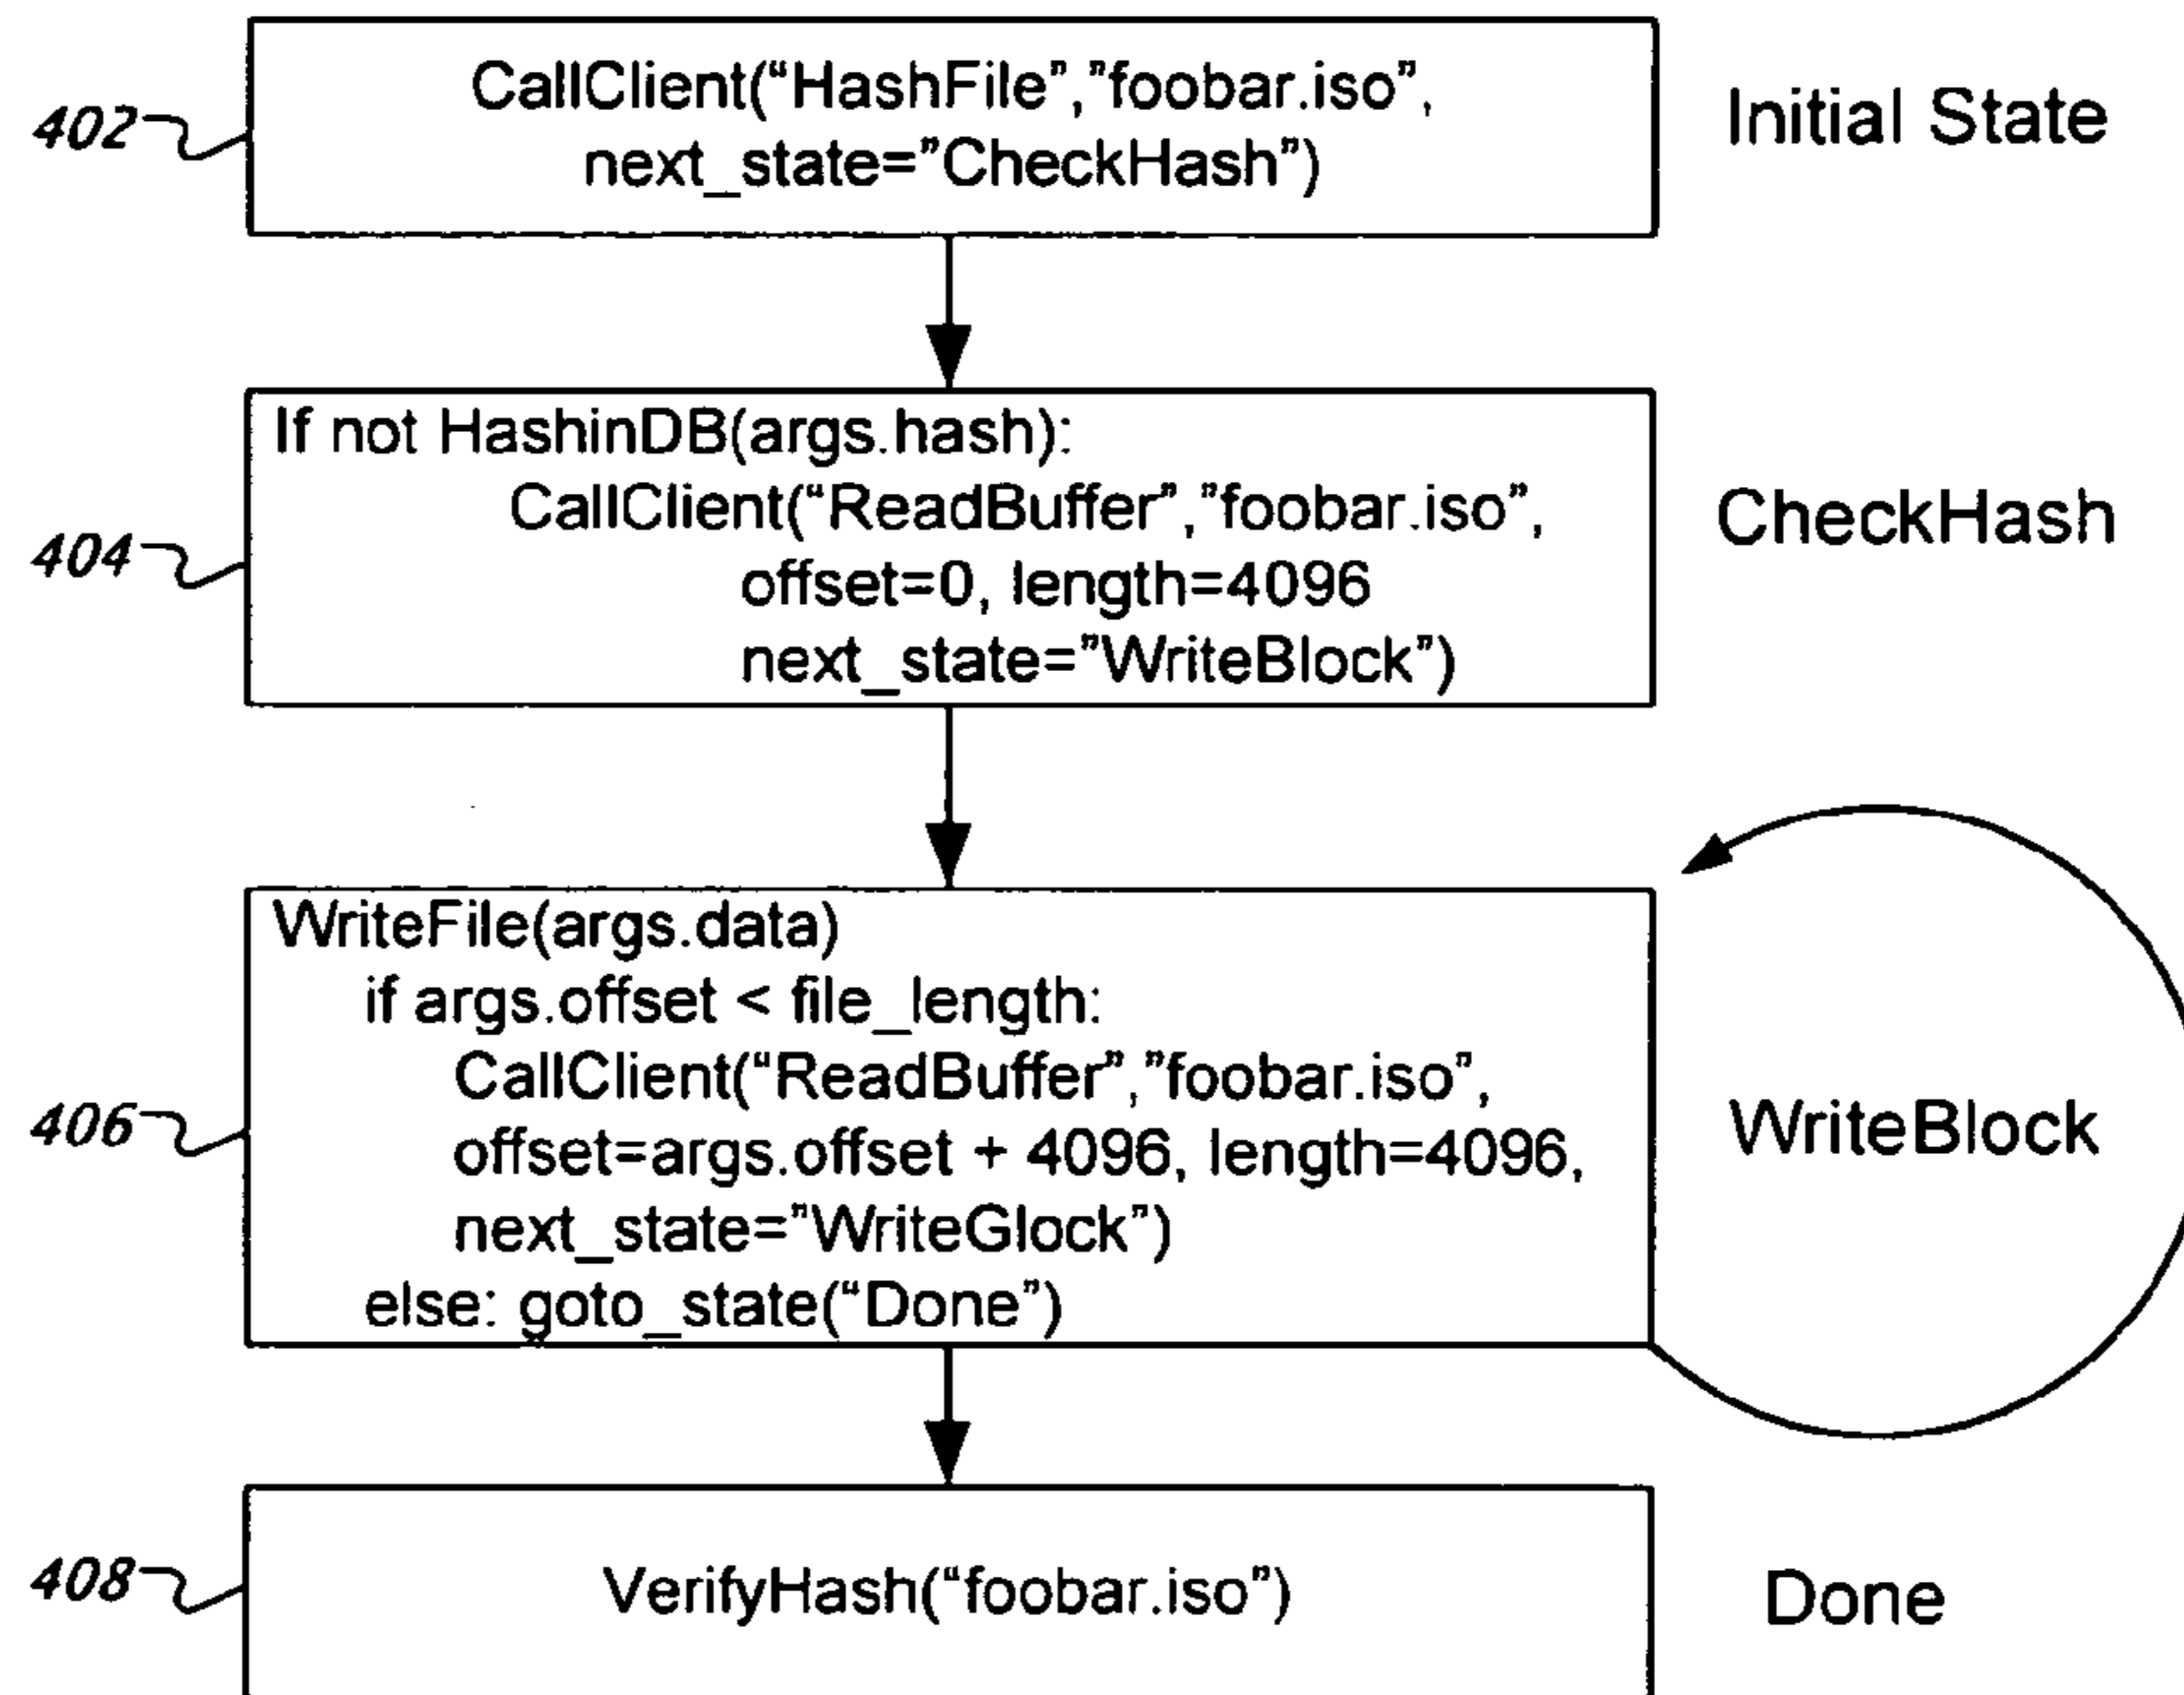 402
CallClient(“HashFile”,”foobar.iso”,
next_state=”CheckHash”)
Initial State
404
If not HashinDB(args.hash):
CallClient(“ReadBuffer”,”foobar.iso”,
offset=0, length=4096
next_state=”WriteBlock”)
CheckHash
406
WriteFile(args.data)
if args.offset < file_length:
CallClient(“ReadBuffer”,”foobar.iso”,
offset=args.offset + 4096, length=4096,
next_state=”WriteGlock”)
else: goto_state(“Done”)
WriteBlock
408
VerifyHash(“foobar.iso”)
Done